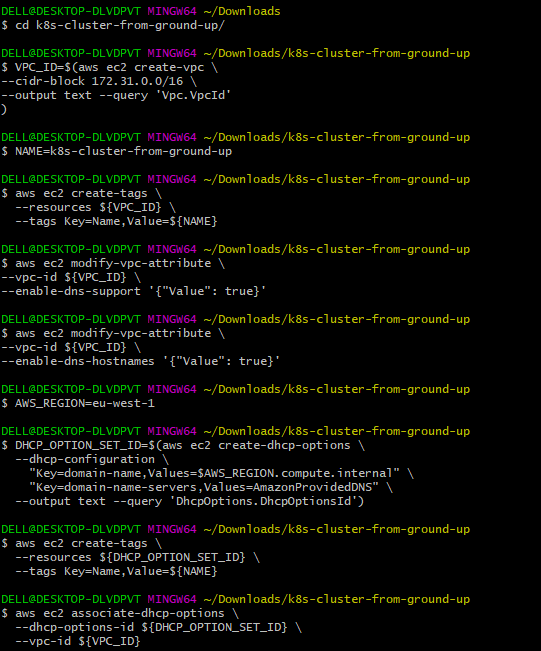 DELL@DESKTOP-DLVDPVT MINGW64 ~/Downloads
$ cd k8s-cluster-from-ground-up/
DELL@DESKTOP-DLVDPVT MINGW64 ~/Downloads/k8s-cluster-from-ground-up
$ VPC_ID=$(aws ec2 create-vpc \
--cidr-block 172.31.0.0/16 \
--output text --query 'Vpc.VpcId'
)
DELL@DESKTOP-DLVDPVT MINGW64 ~/Downloads/k8s-cluster-from-ground-up
$ NAME=k8s-cluster-from-ground-up
DELL@DESKTOP-DLVDPVT MINGW64 ~/Downloads/k8s-cluster-from-ground-up
$ aws ec2 create-tags \
  --resources ${VPC_ID} \
  --tags Key=Name,Value=${NAME}
DELL@DESKTOP-DLVDPVT MINGW64 ~/Downloads/k8s-cluster-from-ground-up
$ aws ec2 modify-vpc-attribute \
--vpc-id ${VPC_ID} \
--enable-dns-support '{"Value": true}'
DELL@DESKTOP-DLVDPVT MINGW64 ~/Downloads/k8s-cluster-from-ground-up
$ aws ec2 modify-vpc-attribute \
--vpc-id ${VPC_ID} \
--enable-dns-hostnames '{"Value": true}'
DELL@DESKTOP-DLVDPVT MINGW64 ~/Downloads/k8s-cluster-from-ground-up
$ AWS_REGION=eu-west-1
DELL@DESKTOP-DLVDPVT MINGW64 ~/Downloads/k8s-cluster-from-ground-up
$ DHCP_OPTION_SET_ID=$(aws ec2 create-dhcp-options \
  --dhcp-configuration \
    "Key=domain-name,Values=$AWS_REGION.compute.internal" \
    "Key=domain-name-servers,Values=AmazonProvidedDNS" \
  --output text --query 'DhcpOptions.DhcpOptionsId')
DELL@DESKTOP-DLVDPVT MINGW64 ~/Downloads/k8s-cluster-from-ground-up
$ aws ec2 create-tags \
  --resources ${DHCP_OPTION_SET_ID} \
  --tags Key=Name,Value=${NAME}
DELL@DESKTOP-DLVDPVT MINGW64 ~/Downloads/k8s-cluster-from-ground-up
$ aws ec2 associate-dhcp-options \
  --dhcp-options-id ${DHCP_OPTION_SET_ID} \
  --vpc-id ${VPC_ID}